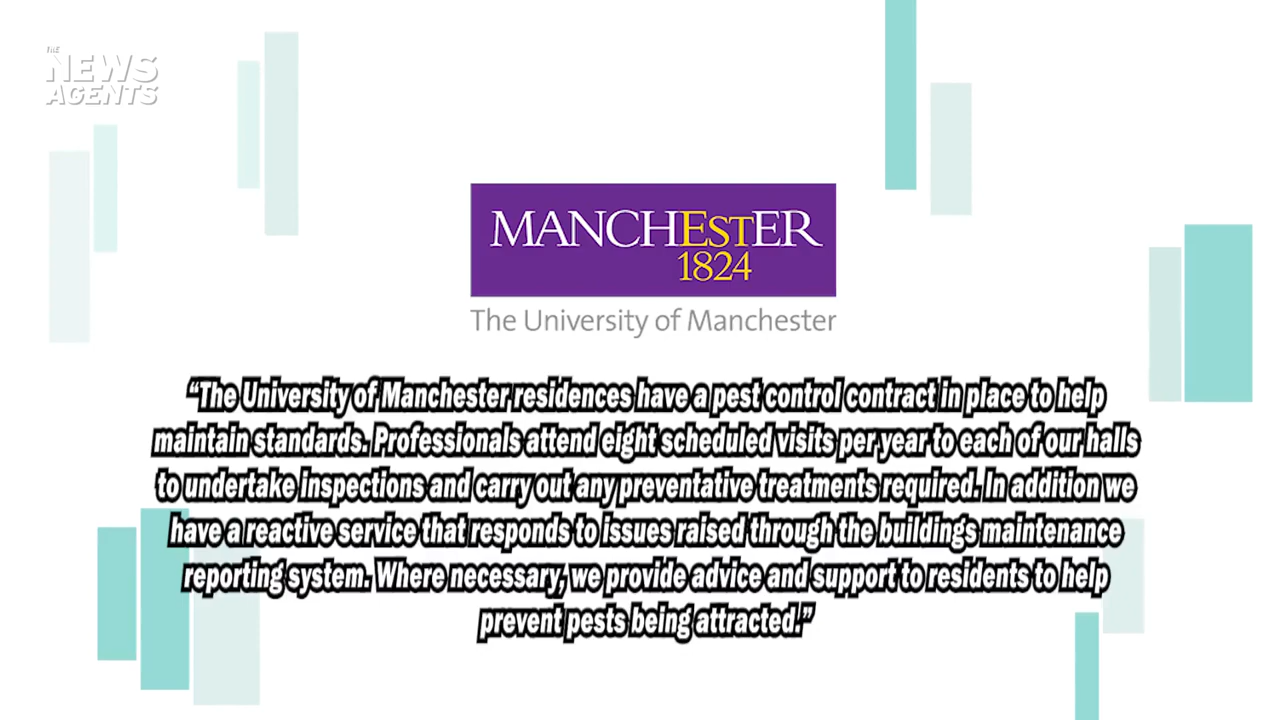 THE
NEWS
AGENTS
MANCHEsTER
1824
The University of Manchester
“The University of Manchester residences have a pest control contract in place to help
maintain standards. Professionals attend eight scheduled visits per year to each of our halls
to undertake inspections and carry out any preventative treatments required. In addition we
have a reactive service that responds to issues raised through the buildings maintenance
reporting system. Where necessary, we provide advice and support to residents to help
prevent pests being attracted.”